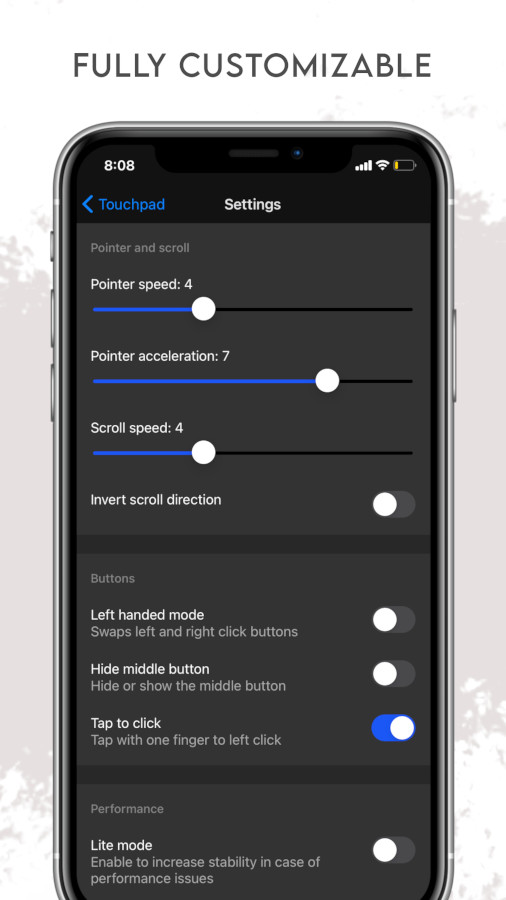 FULLY CUSTOMIZABLE
8:08
Touchpad
Settings
Pointer and scroll
Pointer speed: 4
Pointer acceleration: 7
Scroll speed: 4
Invert scroll direction
Buttons
Left handed mode
Swaps left and right click buttons
Hide middle button
Hide or show the middle button
Tap to click
Tap with one finger to left click
Performance
Lite mode
Enable to increase stability in case of
performance issues